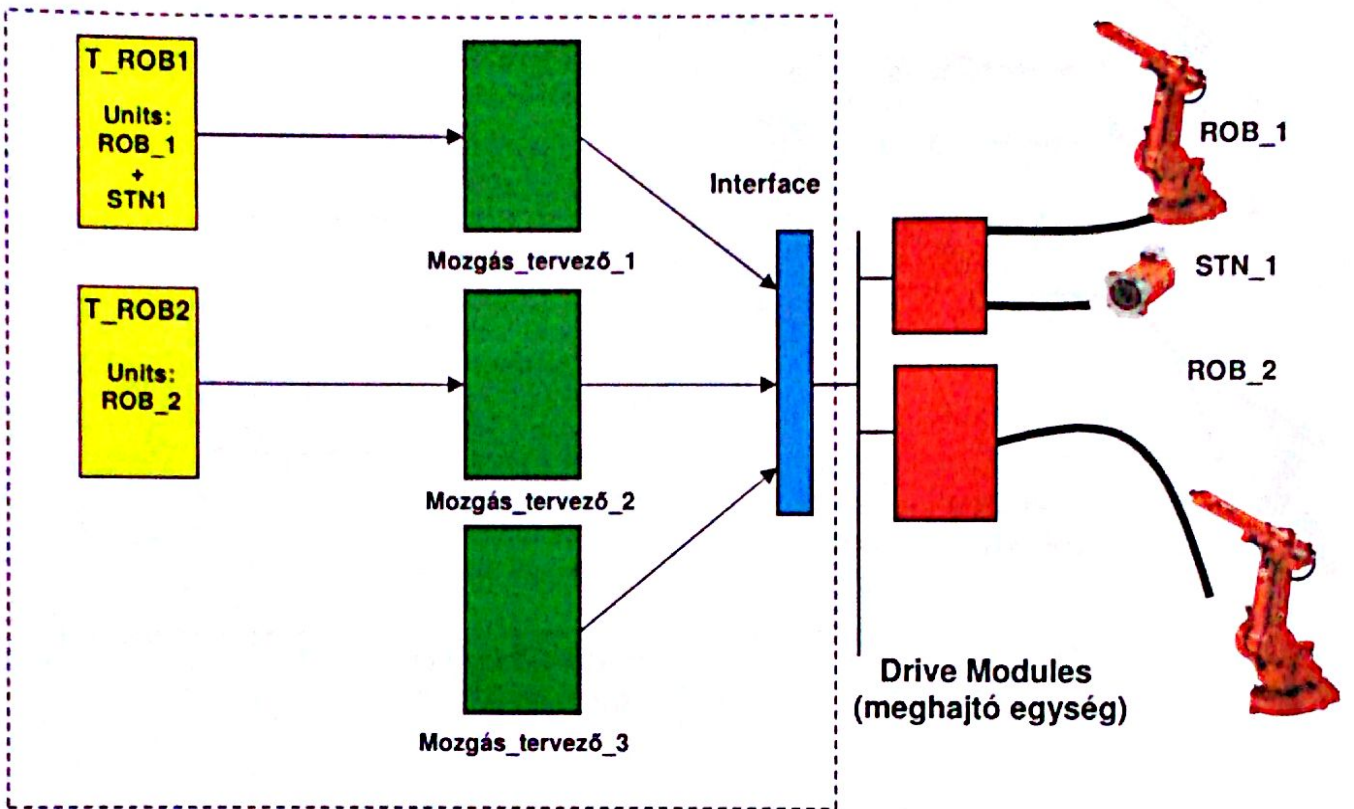 T_ROB1
Units:
ROB_1
+
STN1
Mozgás_tervező_1
T_ROB2
Units:
ROB_2
Mozgás_tervező_2
Mozgás_tervező_3
Interface
ROB_1
STN_1
ROB_2
Drive Modules
(meghajtó egység)